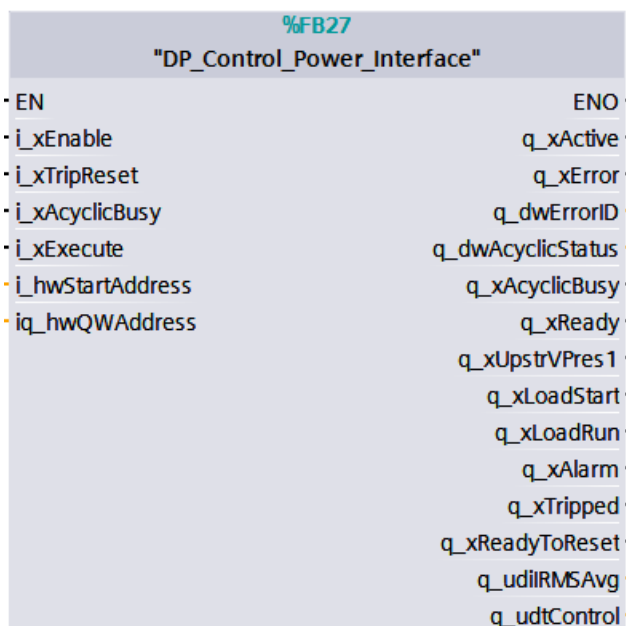 %FB27
"DP_Control_Power_Interface"
EN ENO
i_xEnable q_xActive
i_xTripReset q_xError
i_xAcyclicBusy q_dwErrorID
i_xExecute q_dwAcyclicStatus
i_hwStartAddress q_xAcyclicBusy
iq_hwQWAddress q_xReady
q_xUpstrVPres1
q_xLoadStart
q_xLoadRun
q_xAlarm
q_xTripped
q_xReadyToReset
q_udiIRMSAvg
q_udtControl